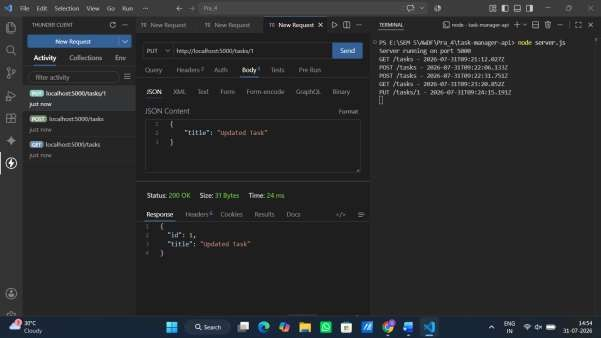 File Edit Selection View Go Run ...
Pra_4
THUNDER CLIENT
New Request
Activity Collections Env
filter activity
PUT localhost:5000/tasks/1
just now
POST localhost:5000/tasks
just now
GET localhost:5000/tasks
just now
New Request
New Request
New Request
PUT http://localhost:5000/tasks/1 Send
Query Headers 2 Auth Body 1 Tests Pre Run
JSON XML Text Form Form-encode GraphQL Binary
JSON Content Format
1 {
2 "title": "Updated Task"
3 }
Status: 200 OK Size: 31 Bytes Time: 24 ms
Response Headers 6 Cookies Results Docs
1 {
2 "id": 1,
3 "title": "Updated Task"
4 }
TERMINAL
node - task-manager-api
PS E:\SEM 5\AWDF\Pra_4\task-manager-api> node server.js
Server running on port 5000
GET /tasks - 2026-07-31T09:21:12.027Z
POST /tasks - 2026-07-31T09:22:06.133Z
POST /tasks - 2026-07-31T09:22:31.751Z
GET /tasks - 2026-07-31T09:23:20.852Z
PUT /tasks/1 - 2026-07-31T09:24:15.191Z
30°C
Cloudy
Search
ENG
IN
14:54
31-07-2026